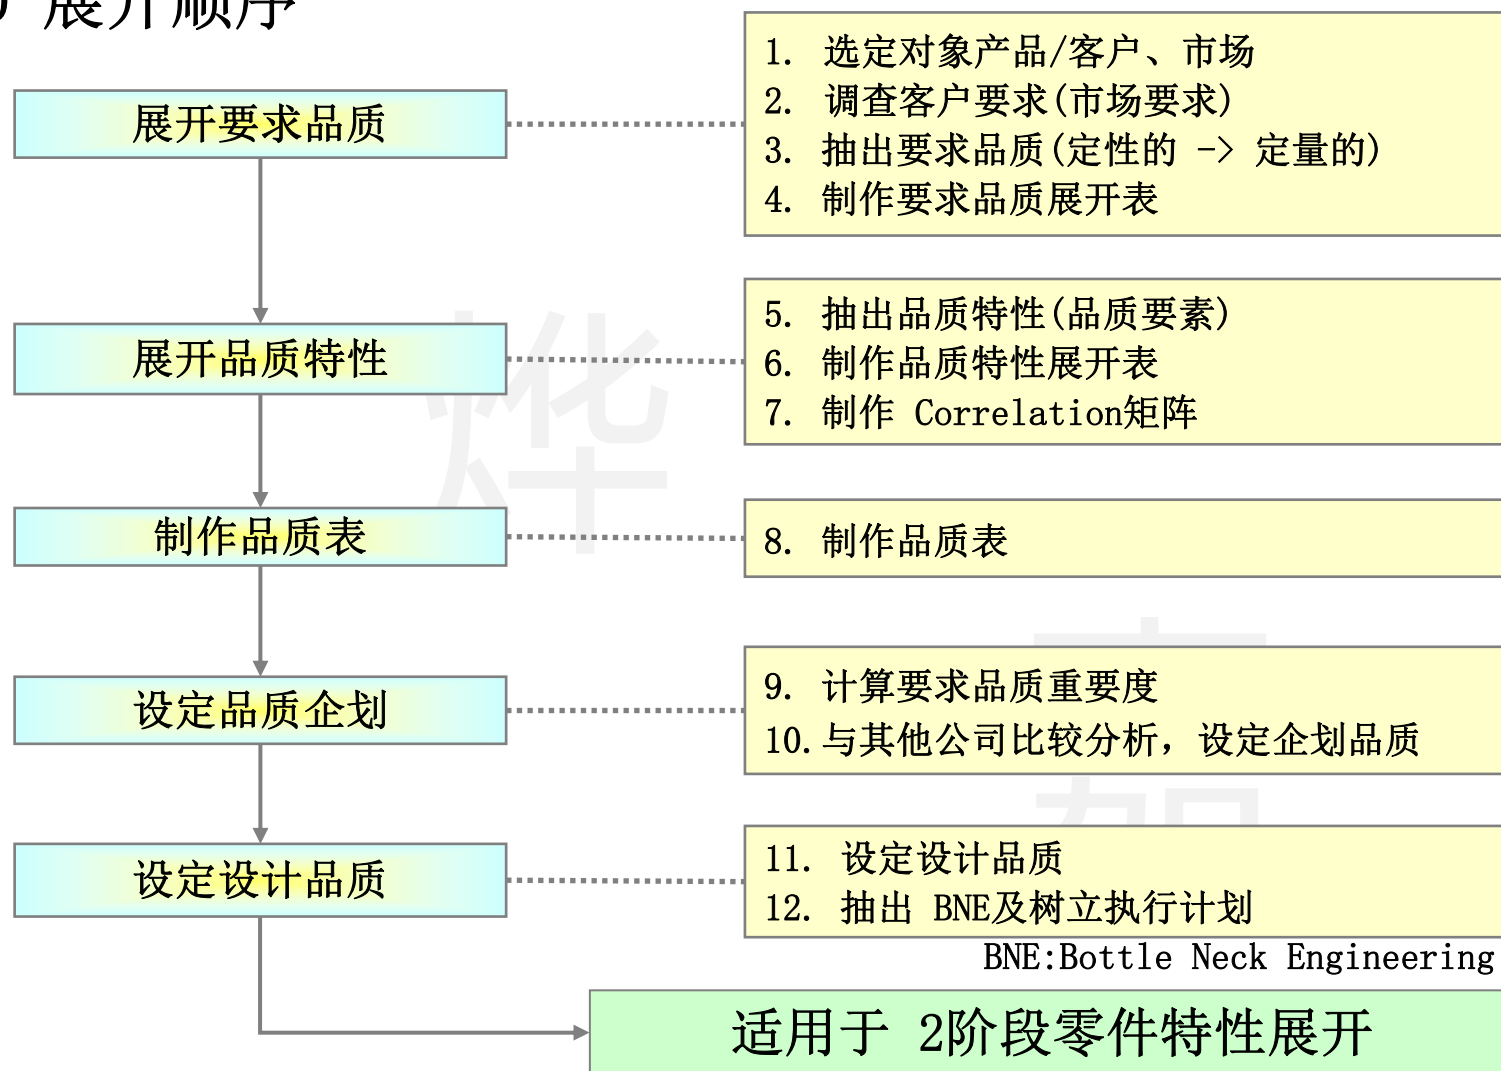 展开顺序
展开要求品质
1. 选定对象产品/客户、市场
2. 调查客户要求(市场要求)
3. 抽出要求品质(定性的 -> 定量的)
4. 制作要求品质展开表
展开品质特性
5. 抽出品质特性(品质要素)
6. 制作品质特性展开表
7. 制作 Correlation矩阵
制作品质表
8. 制作品质表
设定品质企划
9. 计算要求品质重要度
10.与其他公司比较分析，设定企划品质
设定设计品质
11. 设定设计品质
12. 抽出 BNE及树立执行计划
BNE:Bottle Neck Engineering
适用于 2阶段零件特性展开
烨